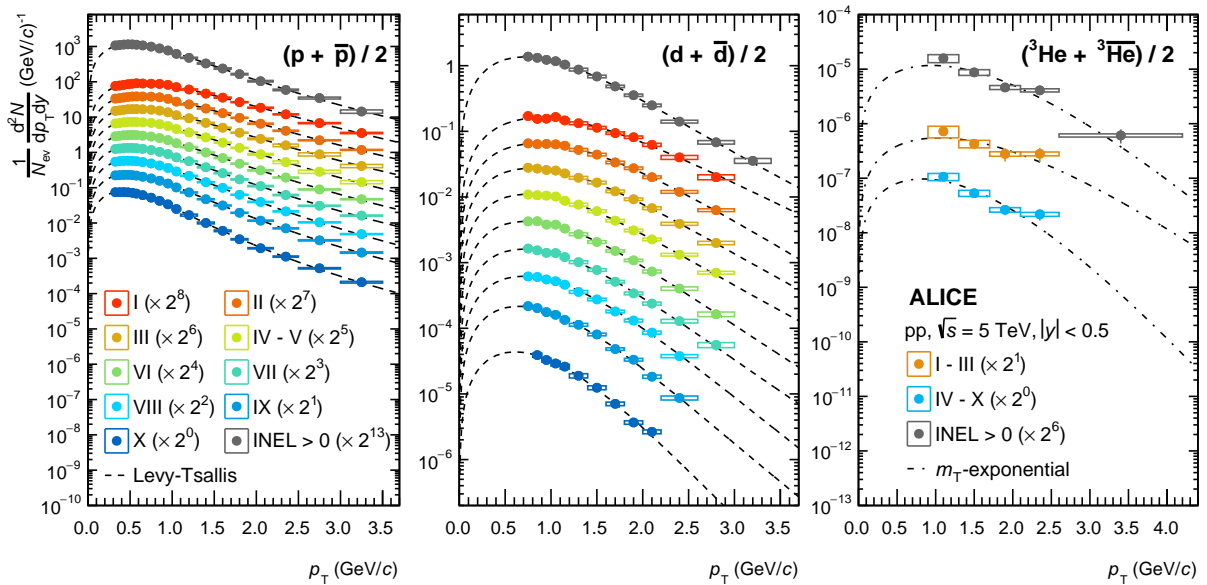 1/N_ev d²N/dp_Tdy (GeV/c)⁻¹
(p + p̅) / 2
10³
10²
10
1
10⁻¹
10⁻²
10⁻³
10⁻⁴
10⁻⁵
10⁻⁶
10⁻⁷
10⁻⁸
10⁻⁹
10⁻¹⁰
I (× 2⁸) II (× 2⁷)
III (× 2⁶) IV - V (× 2⁵)
VI (× 2⁴) VII (× 2³)
VIII (× 2²) IX (× 2¹)
X (× 2⁰) INEL > 0 (× 2¹³)
Levy-Tsallis
0.0 0.5 1.0 1.5 2.0 2.5 3.0 3.5
p_T (GeV/c)
(d + d̅) / 2
1
10⁻¹
10⁻²
10⁻³
10⁻⁴
10⁻⁵
10⁻⁶
0.0 0.5 1.0 1.5 2.0 2.5 3.0 3.5
p_T (GeV/c)
(³He + ³H̅e̅) / 2
10⁻⁴
10⁻⁵
10⁻⁶
10⁻⁷
10⁻⁸
10⁻⁹
10⁻¹⁰
10⁻¹¹
10⁻¹²
10⁻¹³
ALICE
pp, √s = 5 TeV, |y| < 0.5
I - III (× 2¹)
IV - X (× 2⁰)
INEL > 0 (× 2⁶)
m_T-exponential
0.0 0.5 1.0 1.5 2.0 2.5 3.0 3.5 4.0
p_T (GeV/c)